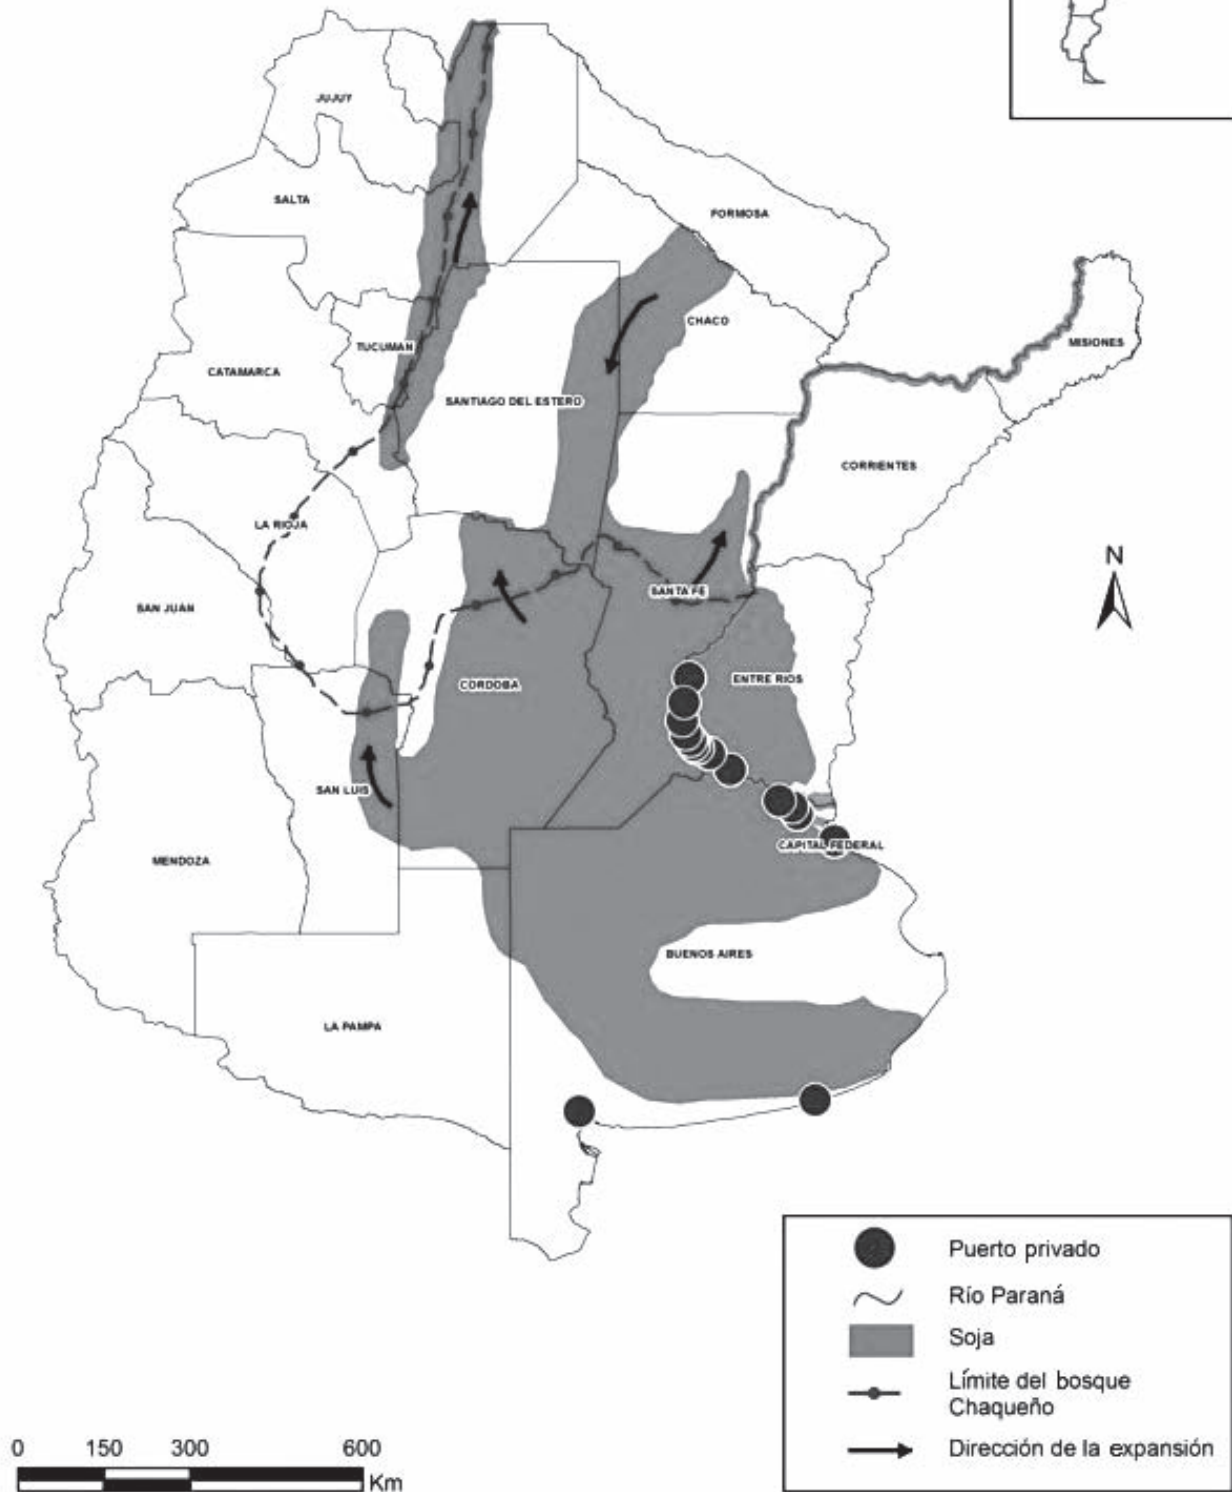 JUJUY
SALTA
FORMOSA
CHACO
MISIONES
TUCUMAN
CATAMARCA
SANTIAGO DEL ESTERO
CORRIENTES
LA RIOJA
N
SANTA FE
SAN JUAN
ENTRE RIOS
CORDOBA
SAN LUIS
CAPITAL FEDERAL
MENDOZA
BUENOS AIRES
LA PAMPA
Puerto privado
Río Paraná
Soja
Límite del bosque
Chaqueño
Dirección de la expansión
0 150 300 600
Km